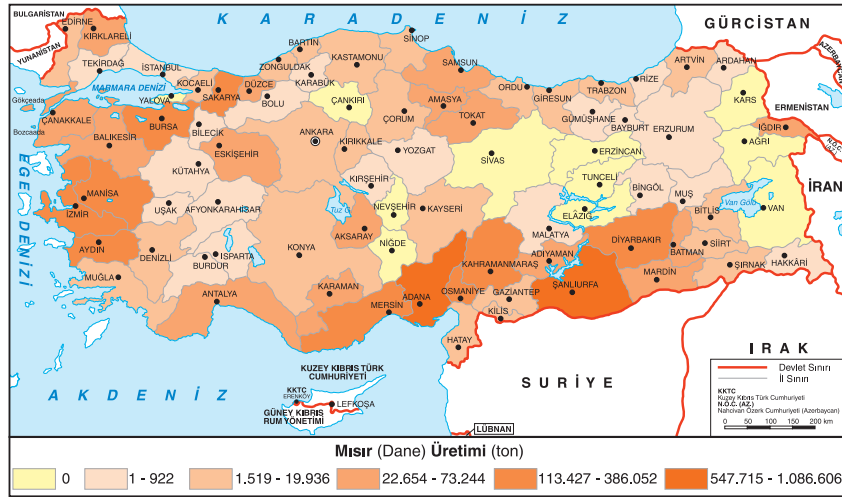 BULGARİSTAN
K A R A D E N İ Z
GÜRCİSTAN
YUNANİSTAN
EDİRNE
KIRKLARELİ
TEKİRDAĞ
İSTANBUL
MARMARA DENİZİ
YALOVA
KOCAELİ
SAKARYA
DÜZCE
BOLU
ZONGULDAK
BARTIN
KARABÜK
KASTAMONU
SİNOP
SAMSUN
ORDU
GİRESUN
TRABZON
RİZE
ARTVİN
ARDAHAN
AZERBAYCAN
Gökçeada
Bozcaada
ÇANAKKALE
BALIKESİR
BURSA
BİLECİK
ESKİŞEHİR
ANKARA
ÇANKIRI
KIRIKKALE
ÇORUM
AMASYA
TOKAT
SİVAS
GÜMÜŞHANE
BAYBURT
ERZİNCAN
ERZURUM
KARS
ERMENİSTAN
IĞDIR
AĞRI
N.Ö.C.
(AZ.)
EGE DENİZİ
MANİSA
İZMİR
KÜTAHYA
UŞAK
AFYONKARAHİSAR
YOZGAT
KIRŞEHİR
NEVŞEHİR
KAYSERİ
TUNCELİ
BİNGÖL
MUŞ
Van Gölü
VAN
İRAN
AYDIN
DENİZLİ
BURDUR
ISPARTA
KONYA
Tuz G.
AKSARAY
NİĞDE
MALATYA
ELAZIĞ
DİYARBAKIR
BİTLİS
BATMAN
SİİRT
ŞIRNAK
HAKKÂRİ
MUĞLA
ANTALYA
KARAMAN
MERSİN
ADANA
OSMANİYE
KAHRAMANMARAŞ
ADIYAMAN
GAZİANTEP
KİLİS
ŞANLIURFA
MARDİN
HATAY
A K D E N İ Z
KUZEY KIBRIS TÜRK
CUMHURİYETİ
KKTC
ERENKÖY
LEFKOŞA
GÜNEY KIBRIS
RUM YÖNETİMİ
LÜBNAN
S U R İ Y E
I R A K
Devlet Sınırı
İl Sınırı
KKTC
Kuzey Kıbrıs Türk Cumhuriyeti
N.Ö.C. (AZ.)
Nahcivan Özerk Cumhuriyeti (Azerbaycan)
0 50 100 150 200 km
Mısır (Dane) Üretimi (ton)
0 1 - 922 1.519 - 19.936 22.654 - 73.244 113.427 - 386.052 547.715 - 1.086.606